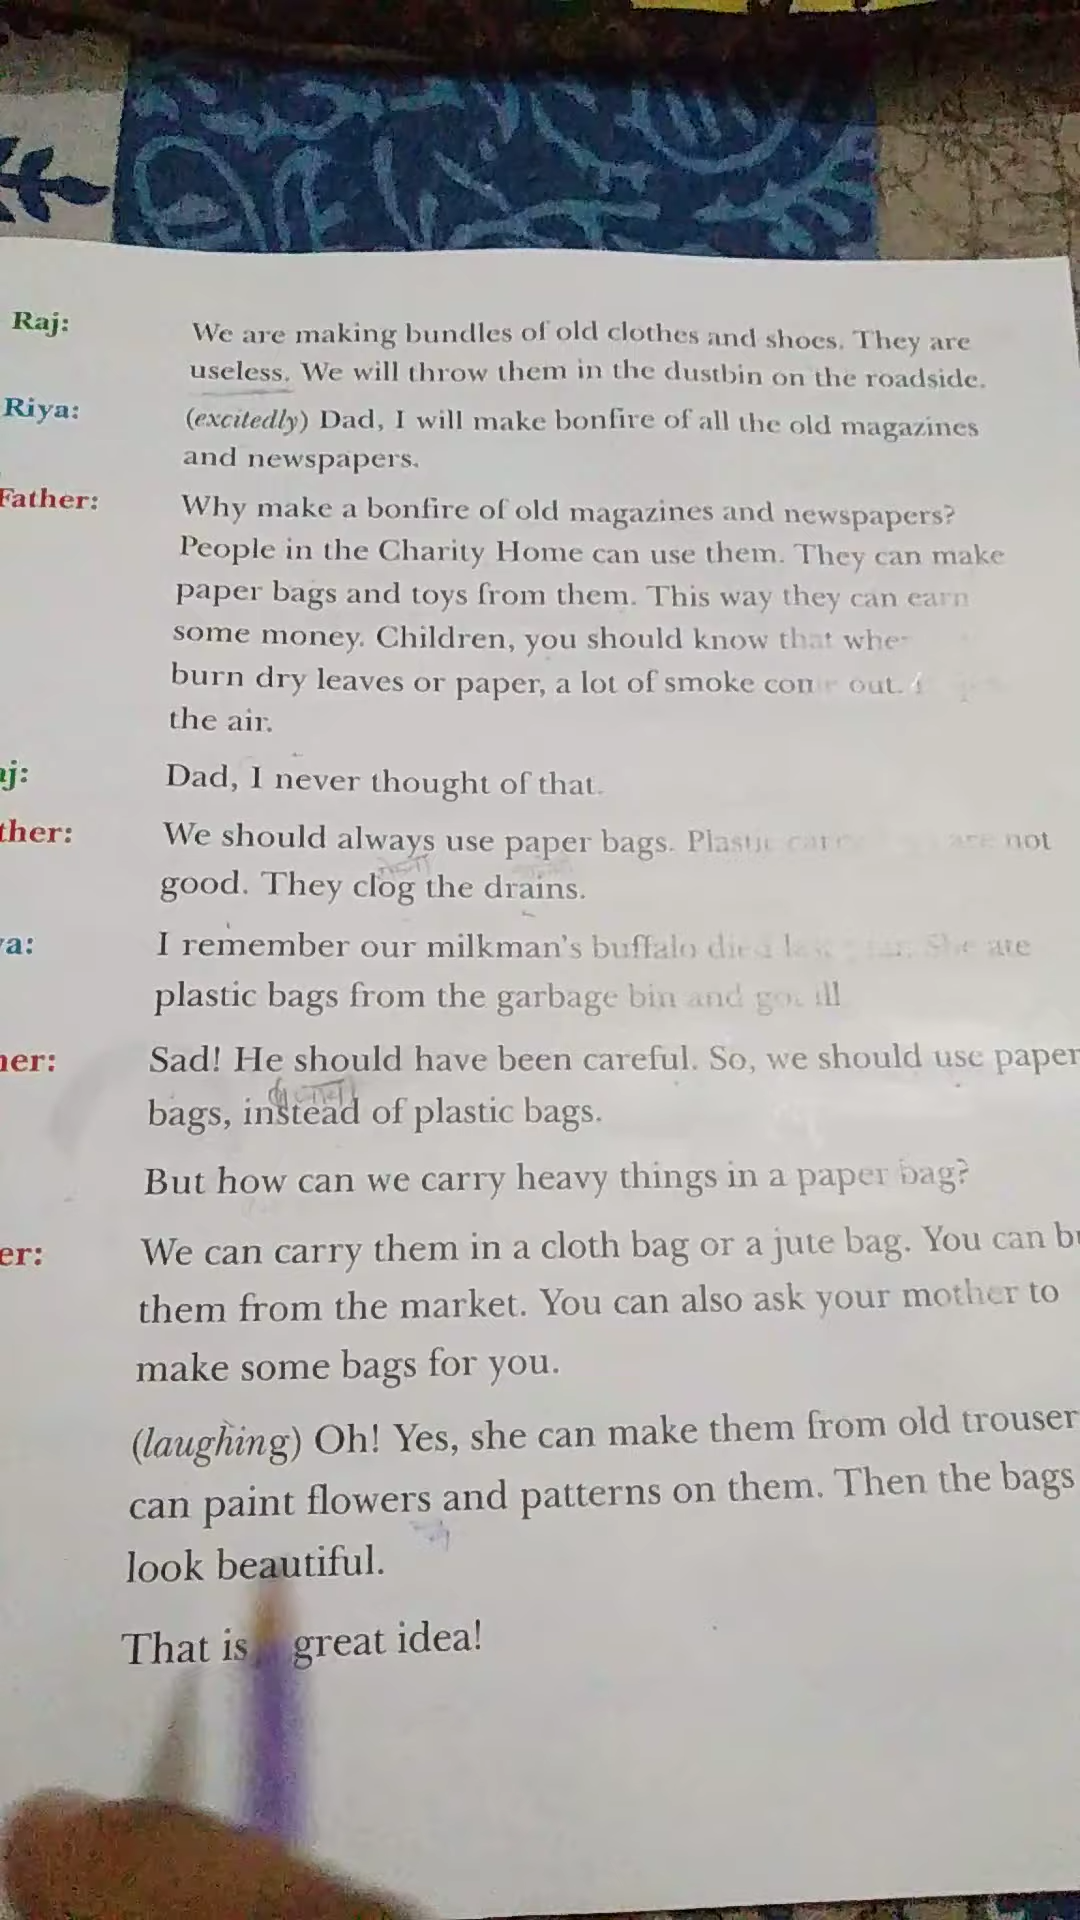 Raj: We are making bundles of old clothes and shoes. They are
useless. We will throw them in the dustbin on the roadside.
Riya: (excitedly) Dad, I will make bonfire of all the old magazines
and newspapers.
Father: Why make a bonfire of old magazines and newspapers?
People in the Charity Home can use them. They can make
paper bags and toys from them. This way they can earn
some money. Children, you should know that whe
burn dry leaves or paper, a lot of smoke com out.
the air.
aj: Dad, I never thought of that.
ther: We should always use paper bags. Plastic are not
good. They clog the drains.
ya: I remember our milkman's buffalo died She ate
plastic bags from the garbage bin and got ill
her: Sad! He should have been careful. So, we should use paper
bags, instead of plastic bags.
But how can we carry heavy things in a paper bag?
er: We can carry them in a cloth bag or a jute bag. You can bu
them from the market. You can also ask your mother to
make some bags for you.
(laughing) Oh! Yes, she can make them from old trouser
can paint flowers and patterns on them. Then the bags
look beautiful.
That is great idea!